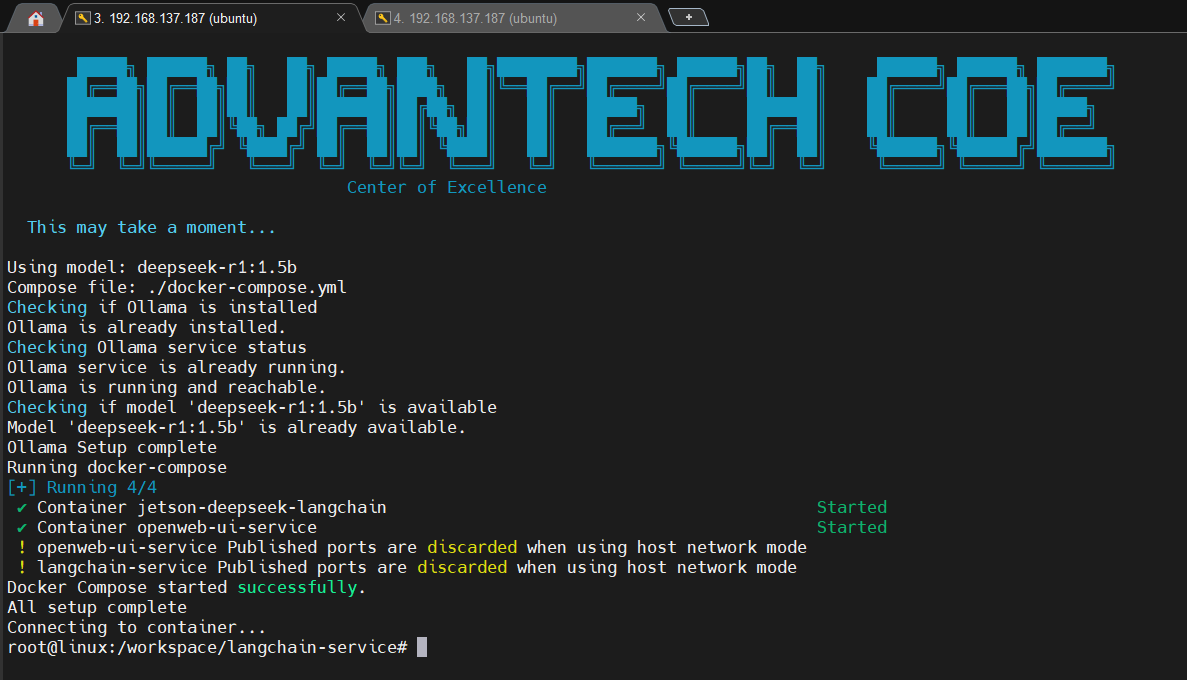 3. 192.168.137.187 (ubuntu)
4. 192.168.137.187 (ubuntu)
ADVANTECH COE
Center of Excellence
This may take a moment...
Using model: deepseek-r1:1.5b
Compose file: ./docker-compose.yml
Checking if Ollama is installed
Ollama is already installed.
Checking Ollama service status
Ollama service is already running.
Ollama is running and reachable.
Checking if model 'deepseek-r1:1.5b' is available
Model 'deepseek-r1:1.5b' is already available.
Ollama Setup complete
Running docker-compose
[+] Running 4/4
✔ Container jetson-deepseek-langchain Started
✔ Container openweb-ui-service Started
! openweb-ui-service Published ports are discarded when using host network mode
! langchain-service Published ports are discarded when using host network mode
Docker Compose started successfully.
All setup complete
Connecting to container...
root@linux:/workspace/langchain-service#